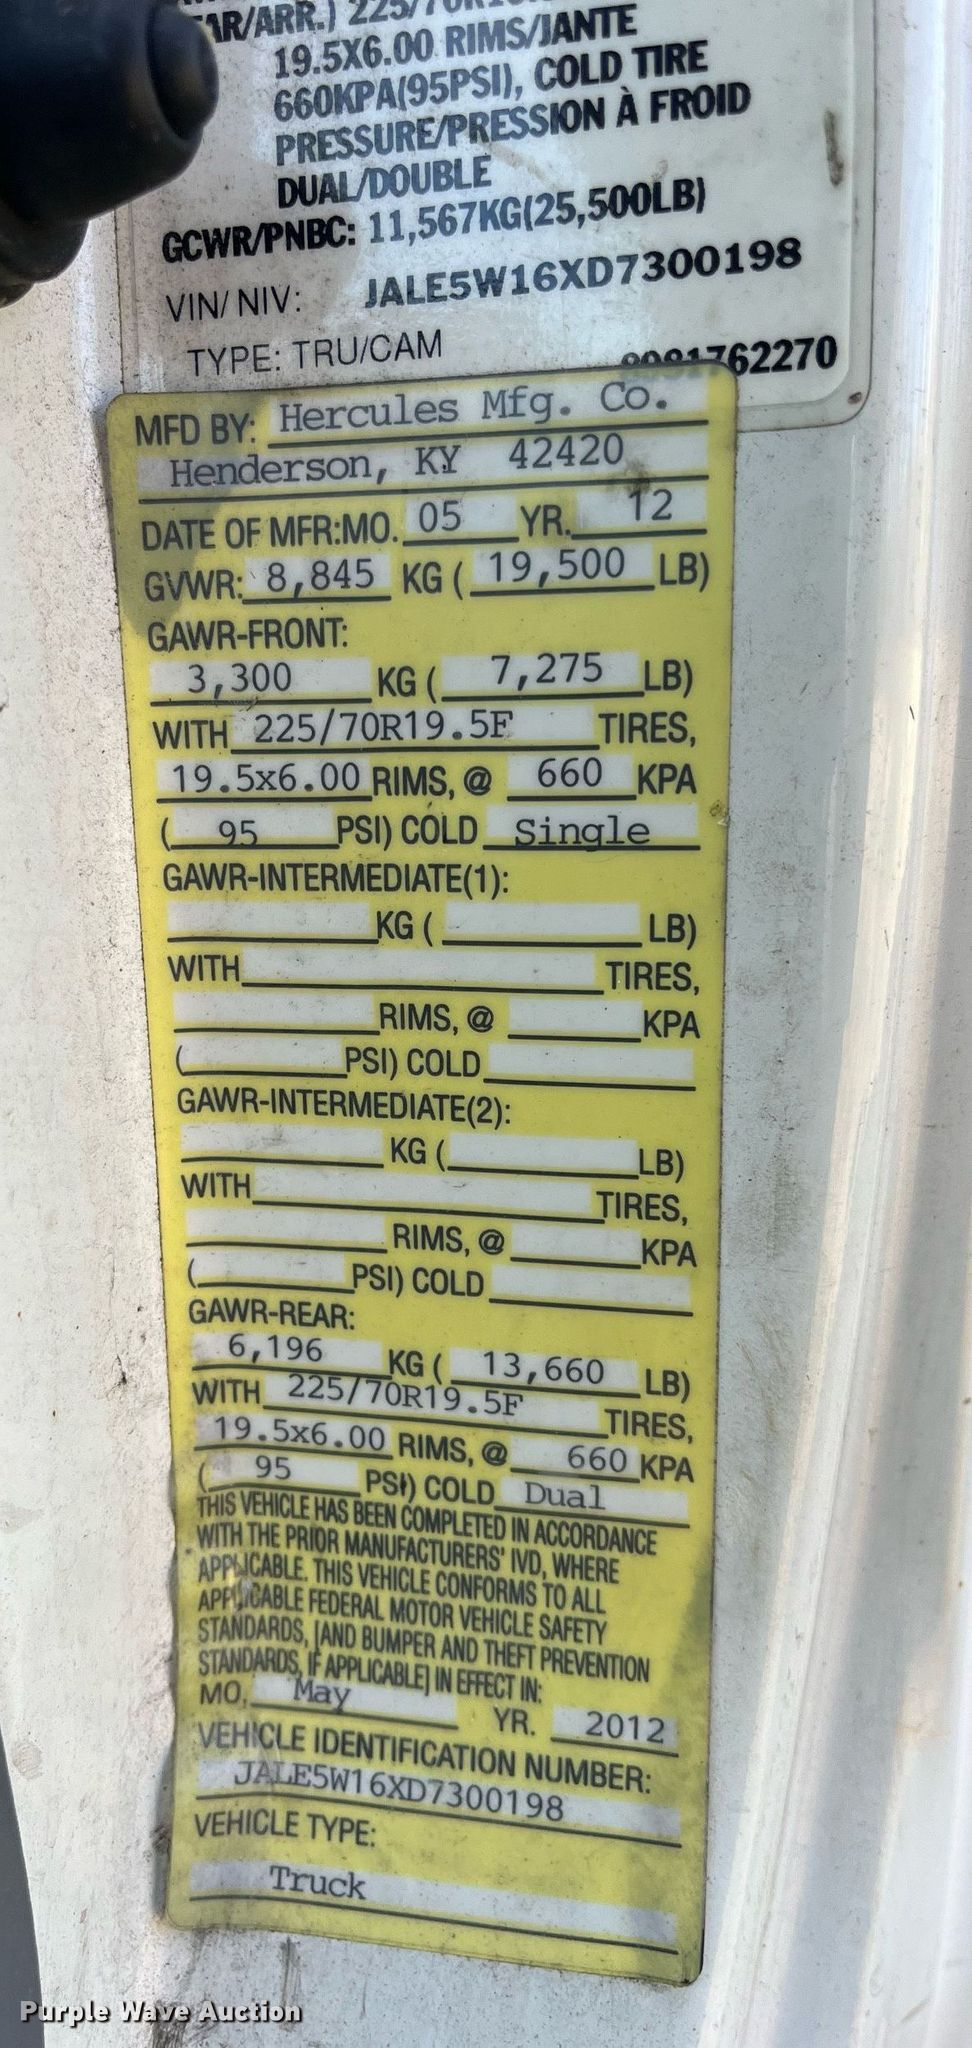 AR/ARR.) 225/70R19.5
19.5X6.00 RIMS/JANTE
660KPA(95PSI), COLD TIRE
PRESSURE/PRESSION À FROID
DUAL/DOUBLE
GCWR/PNBC: 11,567KG(25,500LB)
VIN/NIV: JALE5W16XD7300198
TYPE: TRU/CAM
8981762270
MFD BY: Hercules Mfg. Co.
Henderson, KY 42420
DATE OF MFR:MO. 05 YR. 12
GVWR: 8,845 KG ( 19,500 LB)
GAWR-FRONT:
3,300 KG ( 7,275 LB)
WITH 225/70R19.5F TIRES,
19.5x6.00 RIMS, @ 660 KPA
( 95 PSI) COLD Single
GAWR-INTERMEDIATE(1):
KG ( LB)
WITH TIRES,
RIMS, @ KPA
( PSI) COLD
GAWR-INTERMEDIATE(2):
KG ( LB)
WITH TIRES,
RIMS, @ KPA
( PSI) COLD
GAWR-REAR:
6,196 KG ( 13,660 LB)
WITH 225/70R19.5F TIRES,
19.5x6.00 RIMS, @ 660 KPA
( 95 PSI) COLD Dual
THIS VEHICLE HAS BEEN COMPLETED IN ACCORDANCE
WITH THE PRIOR MANUFACTURERS' IVD, WHERE
APPLICABLE. THIS VEHICLE CONFORMS TO ALL
APPLICABLE FEDERAL MOTOR VEHICLE SAFETY
STANDARDS, [AND BUMPER AND THEFT PREVENTION
STANDARDS, IF APPLICABLE] IN EFFECT IN:
MO. May YR. 2012
VEHICLE IDENTIFICATION NUMBER:
JALE5W16XD7300198
VEHICLE TYPE:
Truck
Purple Wave Auction